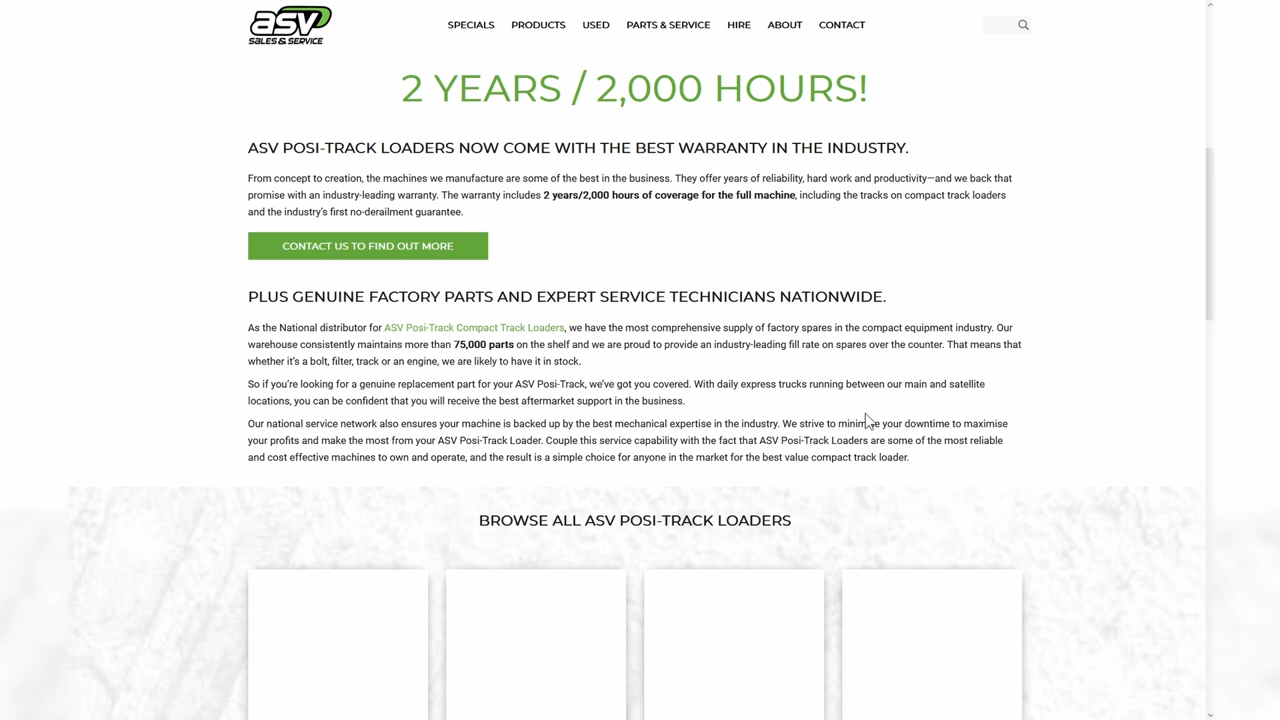 asv
SALES & SERVICE
SPECIALS PRODUCTS USED PARTS & SERVICE HIRE ABOUT CONTACT
2 YEARS / 2,000 HOURS!
ASV POSI-TRACK LOADERS NOW COME WITH THE BEST WARRANTY IN THE INDUSTRY.
From concept to creation, the machines we manufacture are some of the best in the business. They offer years of reliability, hard work and productivity—and we back that
promise with an industry-leading warranty. The warranty includes 2 years/2,000 hours of coverage for the full machine, including the tracks on compact track loaders
and the industry's first no-derailment guarantee.
CONTACT US TO FIND OUT MORE
PLUS GENUINE FACTORY PARTS AND EXPERT SERVICE TECHNICIANS NATIONWIDE.
As the National distributor for ASV Posi-Track Compact Track Loaders, we have the most comprehensive supply of factory spares in the compact equipment industry. Our
warehouse consistently maintains more than 75,000 parts on the shelf and we are proud to provide an industry-leading fill rate on spares over the counter. That means that
whether it's a bolt, filter, track or an engine, we are likely to have it in stock.
So if you're looking for a genuine replacement part for your ASV Posi-Track, we've got you covered. With daily express trucks running between our main and satellite
locations, you can be confident that you will receive the best aftermarket support in the business.
Our national service network also ensures your machine is backed up by the best mechanical expertise in the industry. We strive to minimize your downtime to maximise
your profits and make the most from your ASV Posi-Track Loader. Couple this service capability with the fact that ASV Posi-Track Loaders are some of the most reliable
and cost effective machines to own and operate, and the result is a simple choice for anyone in the market for the best value compact track loader.
BROWSE ALL ASV POSI-TRACK LOADERS